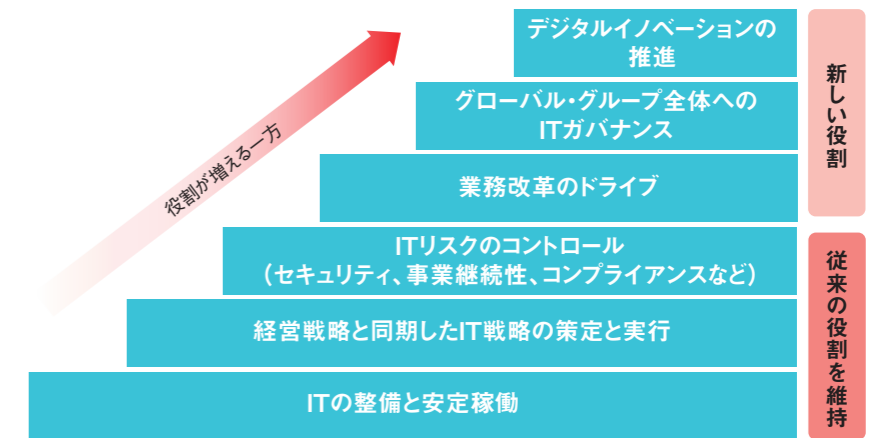 デジタルイノベーションの
推進
グローバル・グループ全体への
ITガバナンス
業務改革のドライブ
ITリスクのコントロール
(セキュリティ、事業継続性、コンプライアンスなど)
経営戦略と同期したIT戦略の策定と実行
ITの整備と安定稼働
役割が増える一方
新しい役割
従来の役割を維持